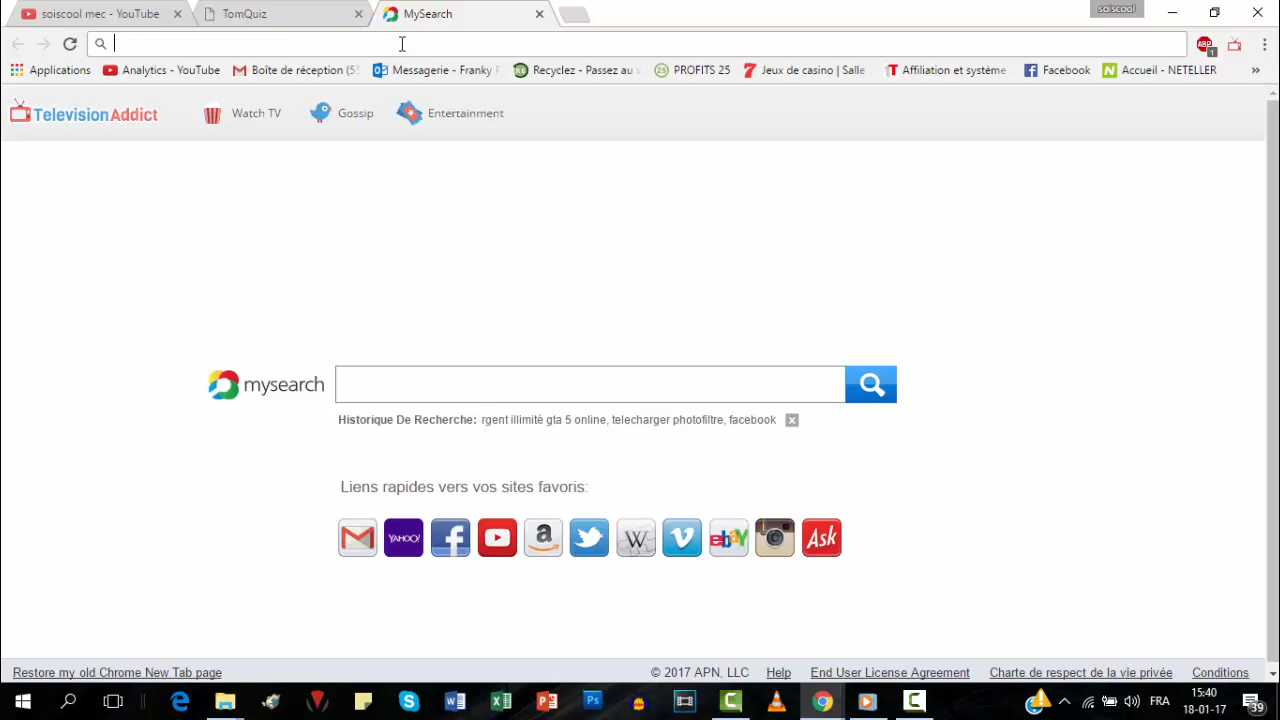 soiscool mec - YouTube TomQuiz MySearch soiscool
ABP 1
Applications Analytics - YouTube Boîte de réception (5 Messagerie - Franky Recyclez - Passez au PROFITS 25 Jeux de casino | Salle Affiliation et système Facebook Accueil - NETELLER »
TelevisionAddict Watch TV Gossip Entertainment
mysearch
Historique De Recherche: rgent illimité gta 5 online, telecharger photofiltre, facebook
Liens rapides vers vos sites favoris:
YAHOO! f a W v ebay Ask
Restore my old Chrome New Tab page © 2017 APN, LLC Help End User License Agreement Charte de respect de la vie privée Conditions
FRA 15:40
18-01-17 39